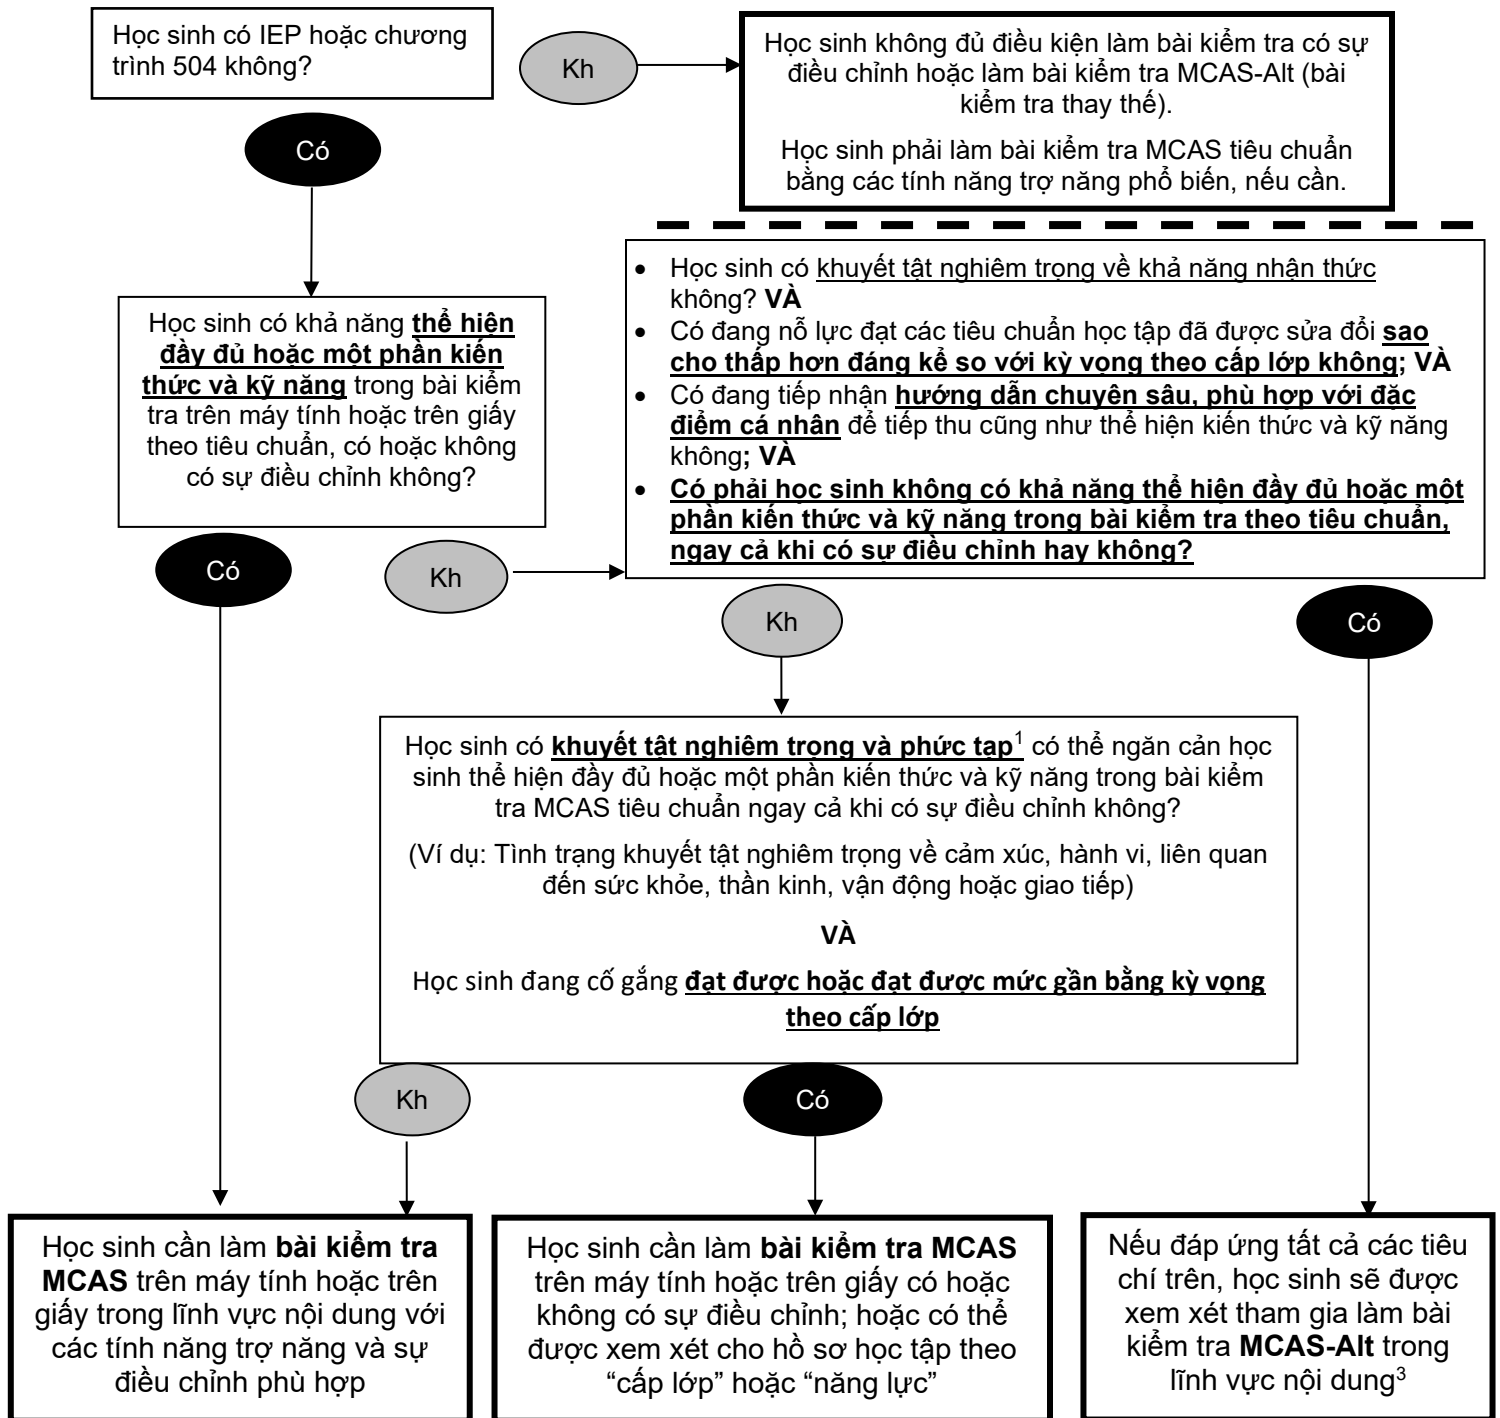 Học sinh có IEP hoặc chương
trình 504 không?
Kh
Học sinh không đủ điều kiện làm bài kiểm tra có sự
điều chỉnh hoặc làm bài kiểm tra MCAS-Alt (bài
kiểm tra thay thế).
Học sinh phải làm bài kiểm tra MCAS tiêu chuẩn
bằng các tính năng trợ năng phổ biến, nếu cần.
Có
Học sinh có khả năng thể hiện
đầy đủ hoặc một phần kiến
thức và kỹ năng trong bài kiểm
tra trên máy tính hoặc trên giấy
theo tiêu chuẩn, có hoặc không
có sự điều chỉnh không?
• Học sinh có khuyết tật nghiêm trọng về khả năng nhận thức
không? VÀ
• Có đang nỗ lực đạt các tiêu chuẩn học tập đã được sửa đổi sao
cho thấp hơn đáng kể so với kỳ vọng theo cấp lớp không; VÀ
• Có đang tiếp nhận hướng dẫn chuyên sâu, phù hợp với đặc
điểm cá nhân để tiếp thu cũng như thể hiện kiến thức và kỹ năng
không; VÀ
• Có phải học sinh không có khả năng thể hiện đầy đủ hoặc một
phần kiến thức và kỹ năng trong bài kiểm tra theo tiêu chuẩn,
ngay cả khi có sự điều chỉnh hay không?
Có
Kh
Kh
Có
Học sinh có khuyết tật nghiêm trọng và phức tạp¹ có thể ngăn cản học
sinh thể hiện đầy đủ hoặc một phần kiến thức và kỹ năng trong bài kiểm
tra MCAS tiêu chuẩn ngay cả khi có sự điều chỉnh không?
(Ví dụ: Tình trạng khuyết tật nghiêm trọng về cảm xúc, hành vi, liên quan
đến sức khỏe, thần kinh, vận động hoặc giao tiếp)
VÀ
Học sinh đang cố gắng đạt được hoặc đạt được mức gần bằng kỳ vọng
theo cấp lớp
Kh
Có
Học sinh cần làm bài kiểm tra
MCAS trên máy tính hoặc trên
giấy trong lĩnh vực nội dung với
các tính năng trợ năng và sự
điều chỉnh phù hợp
Học sinh cần làm bài kiểm tra MCAS
trên máy tính hoặc trên giấy có hoặc
không có sự điều chỉnh; hoặc có thể
được xem xét cho hồ sơ học tập theo
“cấp lớp” hoặc “năng lực”
Nếu đáp ứng tất cả các tiêu
chí trên, học sinh sẽ được
xem xét tham gia làm bài
kiểm tra MCAS-Alt trong
lĩnh vực nội dung³